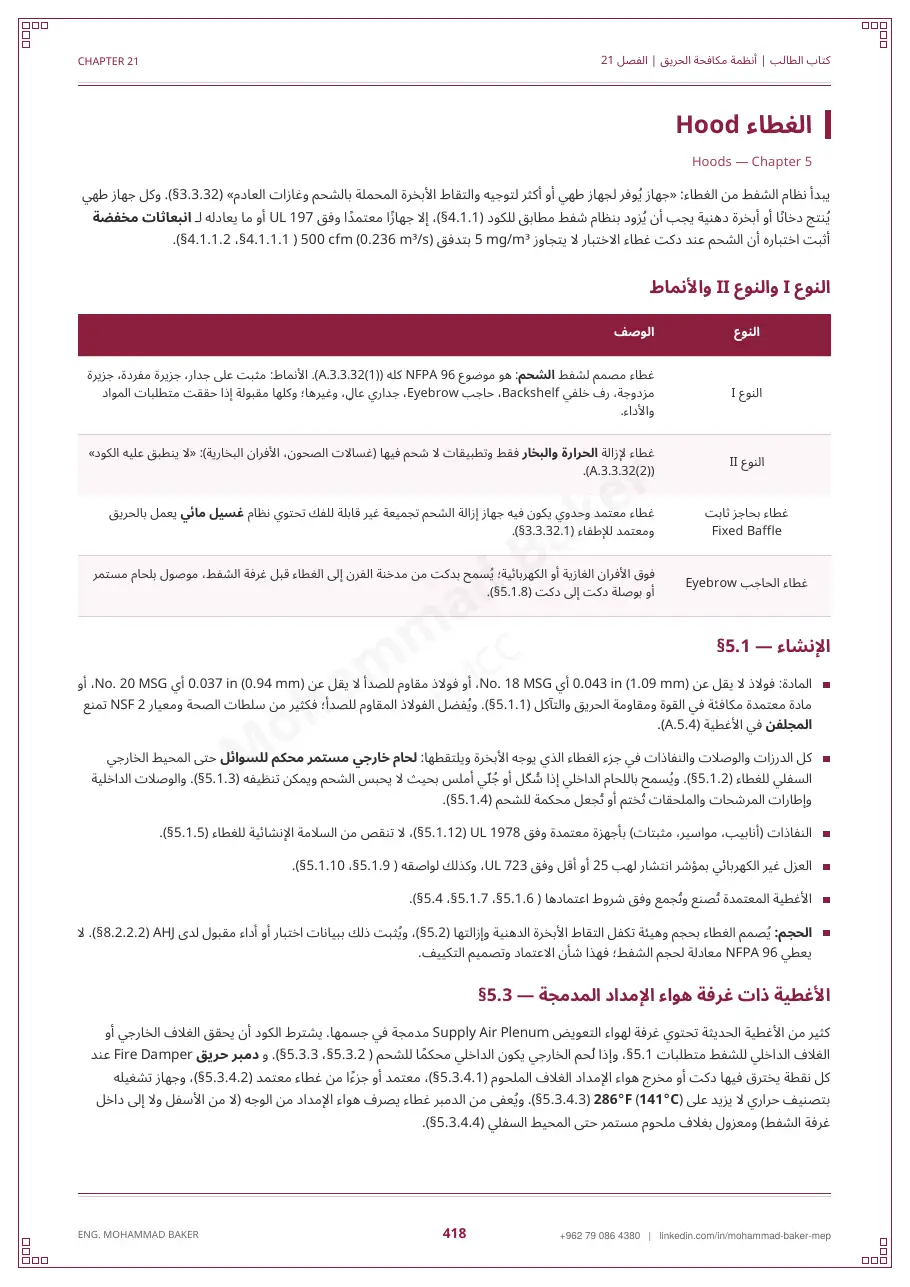 كتاب الطالب | أنظمة مكافحة الحريق | الفصل 21
CHAPTER 21
الغطاء Hood
Hoods — Chapter 5
يبدأ نظام الشفط من الغطاء: «جهاز يُوفر لجهاز طهي أو أكثر لتوجيه والتقاط الأبخرة المحملة بالشحم وغازات العادم» (§3.3.32). وكل جهاز طهي
يُنتج دخانًا أو أبخرة دهنية يجب أن يُزود بنظام شفط مطابق للكود (§4.1.1)، إلا جهازًا معتمدًا وفق UL 197 أو ما يعادله لـ انبعاثات مخفضة
أثبت اختباره أن الشحم عند دكت غطاء الاختبار لا يتجاوز 5 mg/m³ بتدفق 500 cfm (0.236 m³/s) ( §4.1.1.1، §4.1.1.2).
النوع I والنوع II والأنماط
النوع
الوصف
النوع I
غطاء مصمم لشفط الشحم: هو موضوع NFPA 96 كله (A.3.3.32(1)). الأنماط: مثبت على جدار، جزيرة مفردة، جزيرة
مزدوجة، رف خلفي Backshelf، حاجب Eyebrow، جداري عالٍ، وغيرها؛ وكلها مقبولة إذا حققت متطلبات المواد
والأداء.
النوع II
غطاء لإزالة الحرارة والبخار فقط وتطبيقات لا شحم فيها (غسالات الصحون، الأفران البخارية): «لا ينطبق عليه الكود»
(A.3.3.32(2)).
غطاء بحاجز ثابت
Fixed Baffle
غطاء معتمد وحدوي يكون فيه جهاز إزالة الشحم تجميعة غير قابلة للفك تحتوي نظام غسيل مائي يعمل بالحريق
ومعتمد للإطفاء (§3.3.32.1).
غطاء الحاجب Eyebrow
فوق الأفران الغازية أو الكهربائية؛ يُسمح بدكت من مدخنة الفرن إلى الغطاء قبل غرفة الشفط، موصول بلحام مستمر
أو بوصلة دكت إلى دكت (§5.1.8).
الإنشاء — §5.1
المادة: فولاذ لا يقل عن 0.043 in (1.09 mm) أي No. 18 MSG، أو فولاذ مقاوم للصدأ لا يقل عن 0.037 in (0.94 mm) أي No. 20 MSG، أو
مادة معتمدة مكافئة في القوة ومقاومة الحريق والتآكل (§5.1.1). ويُفضل الفولاذ المقاوم للصدأ؛ فكثير من سلطات الصحة ومعيار NSF 2 تمنع
المجلفن في الأغطية (A.5.4).
كل الدرزات والوصلات والنفاذات في جزء الغطاء الذي يوجه الأبخرة ويلتقطها: لحام خارجي مستمر محكم للسوائل حتى المحيط الخارجي
السفلي للغطاء (§5.1.2). ويُسمح باللحام الداخلي إذا شُكّل أو جُلّي أملس بحيث لا يحبس الشحم ويمكن تنظيفه (§5.1.3). والوصلات الداخلية
وإطارات المرشحات والملحقات تُختم أو تُجعل محكمة للشحم (§5.1.4).
النفاذات (أنابيب، مواسير، مثبتات) بأجهزة معتمدة وفق UL 1978 (§5.1.12)، لا تنقص من السلامة الإنشائية للغطاء (§5.1.5).
العزل غير الكهربائي بمؤشر انتشار لهب 25 أو أقل وفق UL 723، وكذلك لواصقه ( §5.1.9، §5.1.10).
الأغطية المعتمدة تُصنع وتُجمع وفق شروط اعتمادها ( §5.1.6، §5.1.7، §5.4).
الحجم: يُصمم الغطاء بحجم وهيئة تكفل التقاط الأبخرة الدهنية وإزالتها (§5.2)، ويُثبت ذلك ببيانات اختبار أو أداء مقبول لدى AHJ (§8.2.2.2). لا
يعطي NFPA 96 معادلة لحجم الشفط؛ فهذا شأن الاعتماد وتصميم التكييف.
الأغطية ذات غرفة هواء الإمداد المدمجة — §5.3
كثير من الأغطية الحديثة تحتوي غرفة لهواء التعويض Supply Air Plenum مدمجة في جسمها. يشترط الكود أن يحقق الغلاف الخارجي أو
الغلاف الداخلي للشفط متطلبات §5.1، وإذا لُحم الخارجي يكون الداخلي محكمًا للشحم ( §5.3.2، §5.3.3). و دمبر حريق Fire Damper عند
كل نقطة يخترق فيها دكت أو مخرج هواء الإمداد الغلاف الملحوم (§5.3.4.1)، معتمد أو جزءًا من غطاء معتمد (§5.3.4.2)، وجهاز تشغيله
بتصنيف حراري لا يزيد على 286°F (141°C) (§5.3.4.3). ويُعفى من الدمبر غطاء يصرف هواء الإمداد من الوجه (لا من الأسفل ولا إلى داخل
غرفة الشفط) ومعزول بغلاف ملحوم مستمر حتى المحيط السفلي (§5.3.4.4).
Mohammad Baker
MCC
ENG. MOHAMMAD BAKER
418
+962 79 086 4380 | linkedin.com/in/mohammad-baker-mep